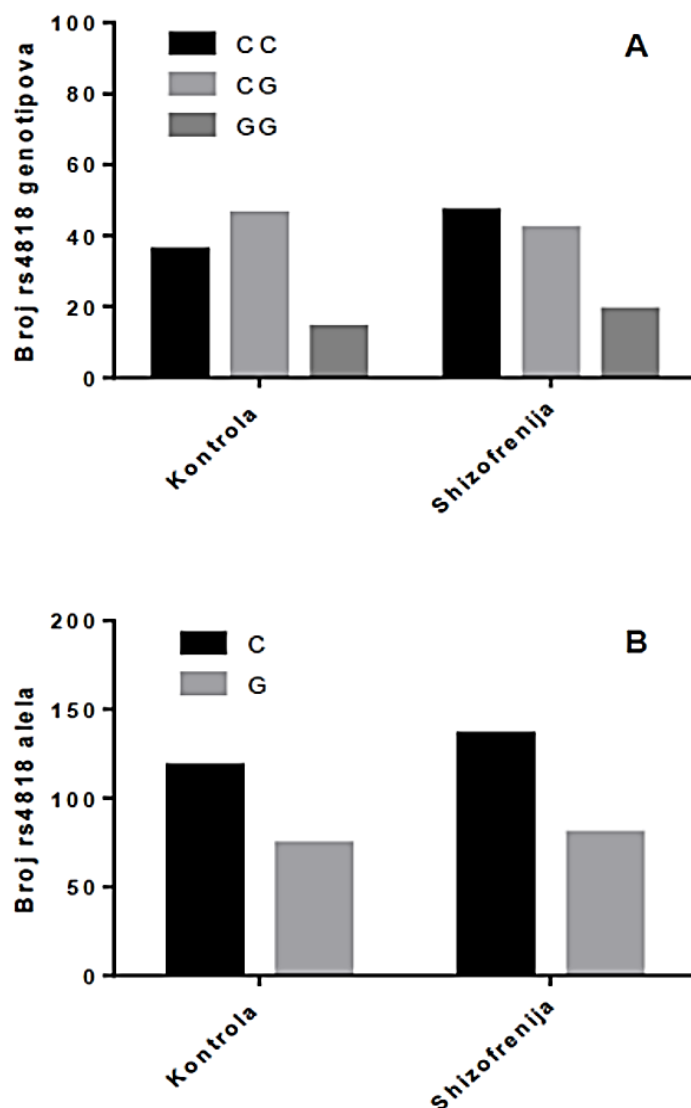 100
80
60
40
20
0
Broj rs4818 genotipova
CC
CG
GG
A
Kontrola
Shizofrenija
200
150
100
50
0
Broj rs4818 alela
C
G
B
Kontrola
Shizofrenija